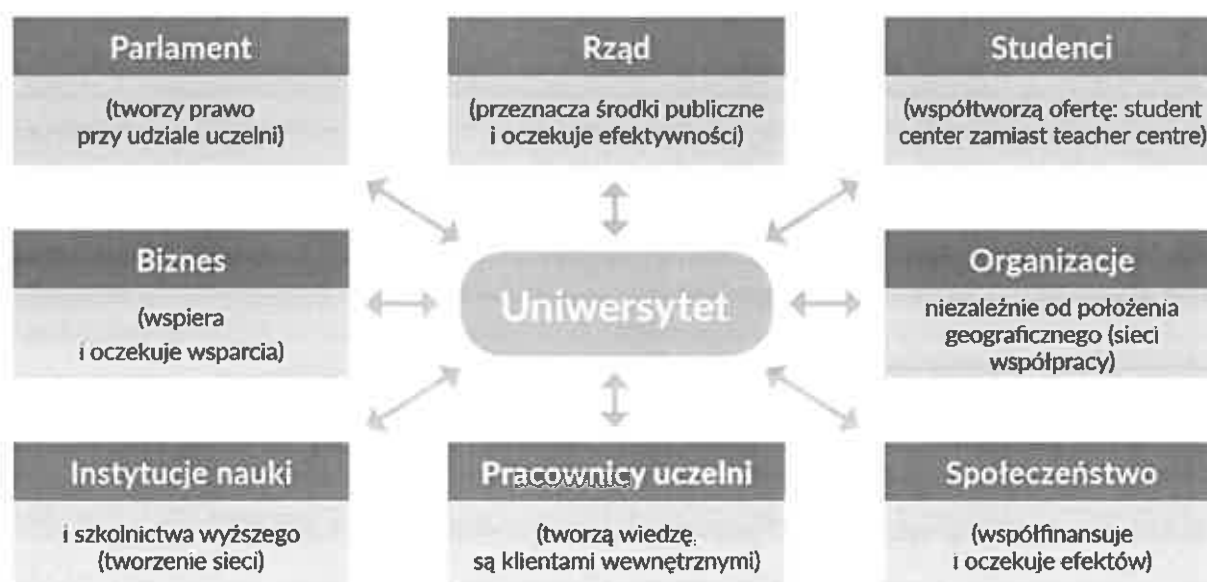 Parlament
(tworzy prawo
przy udziale uczelni)
Rząd
(przeznacza środki publiczne
i oczekuje efektywności)
Studenci
(współtworzą ofertę: student
center zamiast teacher centre)
Biznes
(wspiera
i oczekuje wsparcia)
Uniwersytet
Organizacje
niezależnie od położenia
geograficznego (sieci
współpracy)
Instytucje nauki
i szkolnictwa wyższego
(tworzenie sieci)
Pracownicy uczelni
(tworzą wiedzę,
są klientami wewnętrznymi)
Społeczeństwo
(współfinansuje
i oczekuje efektów)